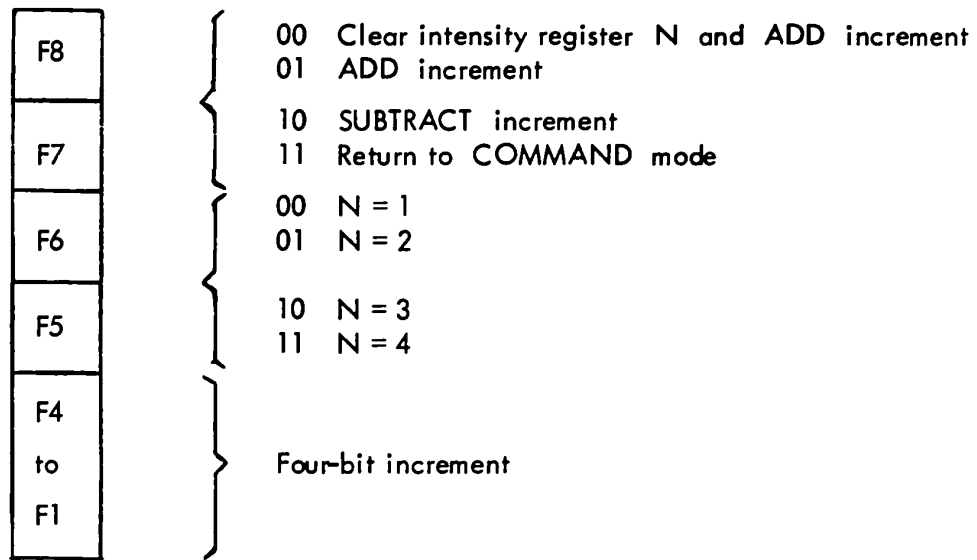 F8
00 Clear intensity register N and ADD increment
01 ADD increment
10 SUBTRACT increment
F7
11 Return to COMMAND mode
00 N = 1
F6
01 N = 2
10 N = 3
F5
11 N = 4
F4
to
Four-bit increment
F1